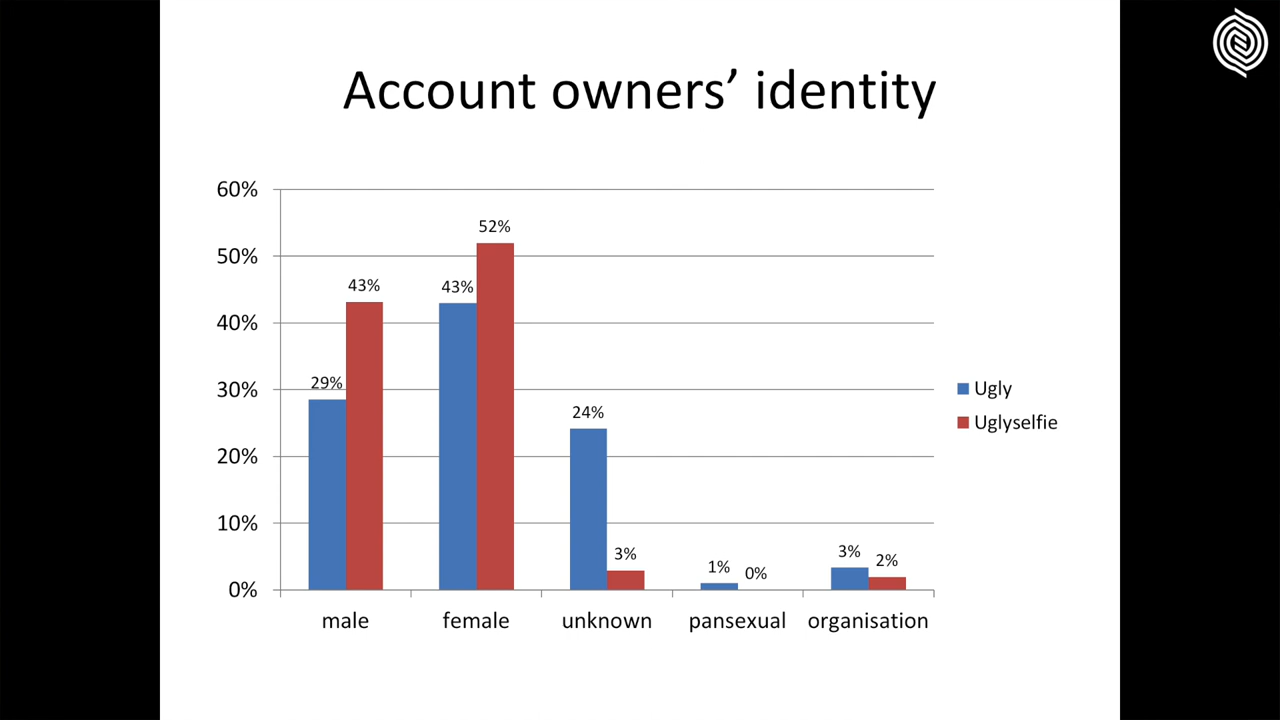 Account owners’ identity
60%
50%
40%
30%
20%
10%
0%
29%
43%
43%
52%
24%
3%
1%
0%
3%
2%
male
female
unknown
pansexual
organisation
Ugly
Uglyselfie